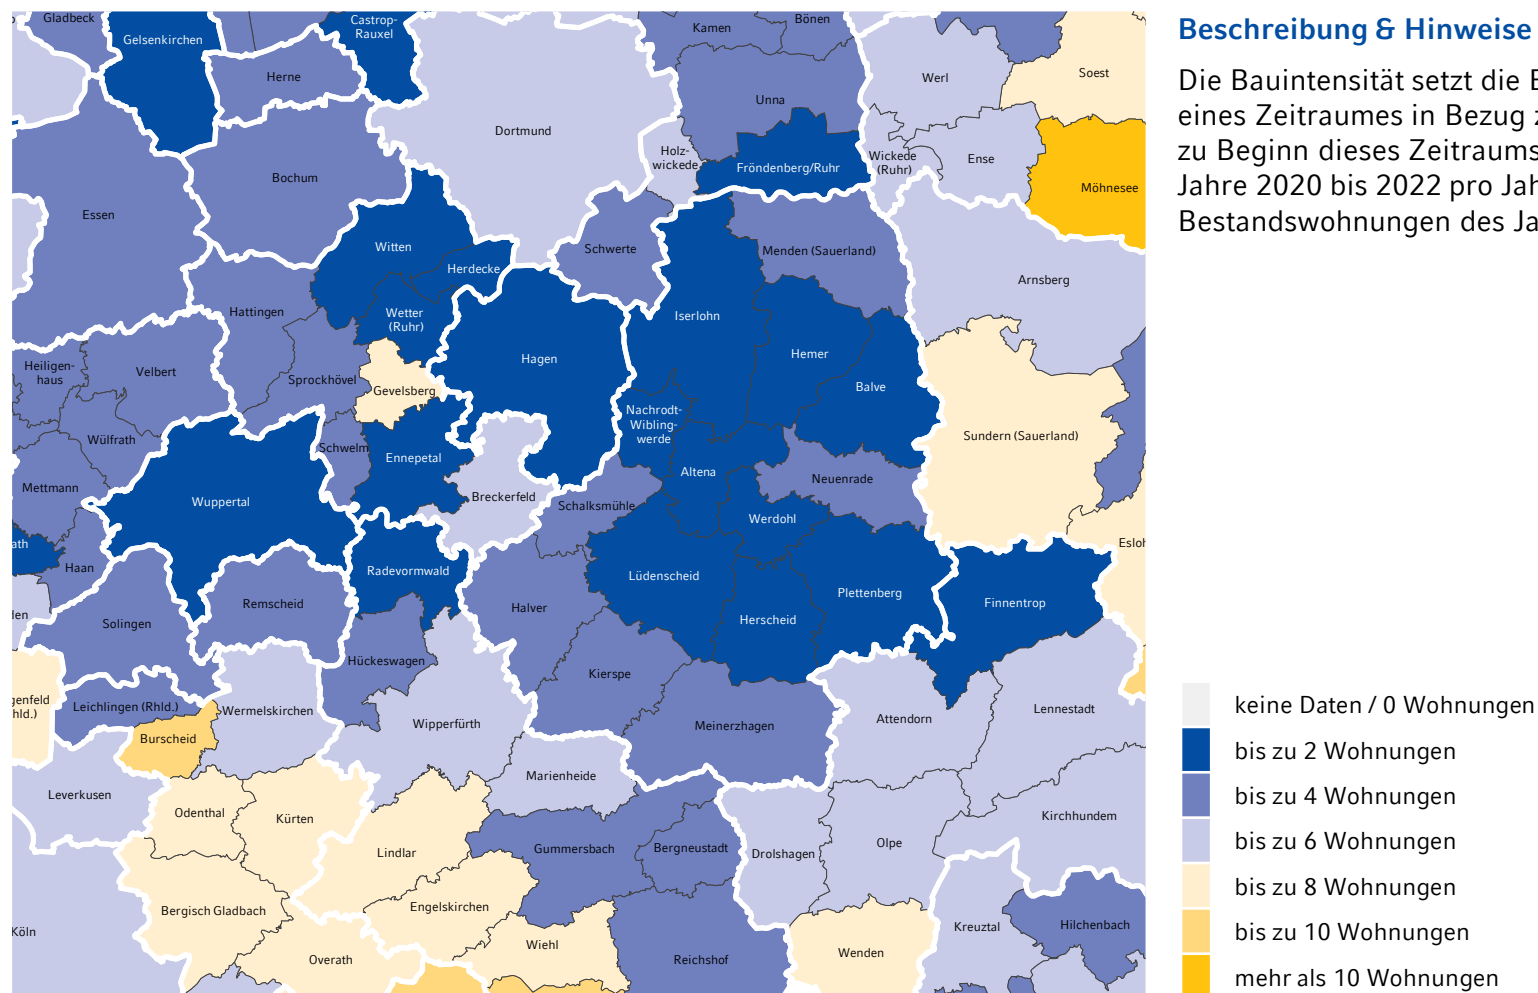 Beschreibung & Hinweise
Die Bauintensität setzt die B
eines Zeitraumes in Bezug z
zu Beginn dieses Zeitraums
Jahre 2020 bis 2022 pro Jah
Bestandswohnungen des Ja
Gladbeck
Gelsenkirchen
Castrop-
Rauxel
Herne
Kamen
Bönen
Unna
Werl
Soest
Dortmund
Holz-
wickede
Fröndenberg/Ruhr
Wickede
(Ruhr)
Ense
Möhnesee
Bochum
Essen
Witten
Herdecke
Schwerte
Menden (Sauerland)
Arnsberg
Hattingen
Wetter
(Ruhr)
Iserlohn
Hemer
Hagen
Balve
Heiligen-
haus
Velbert
Sprockhövel
Gevelsberg
Nachrodt-
Wibling-
werde
Sundern (Sauerland)
Wülfrath
Schwelm
Ennepetal
Altena
Neuenrade
Mettmann
Wuppertal
Breckerfeld
Schalksmühle
Werdohl
ath
Esloh
Haan
Radevormwald
Lüdenscheid
Plettenberg
Finnentrop
den
Solingen
Remscheid
Halver
Herscheid
Hückeswagen
Kierspe
genfeld
hld.)
Leichlingen (Rhld.)
Wermelskirchen
Wipperfürth
Meinerzhagen
Attendorn
Lennestadt
Burscheid
Marienheide
Leverkusen
Odenthal
Kürten
Kirchhundem
Lindlar
Gummersbach
Bergneustadt
Drolshagen
Olpe
Bergisch Gladbach
Engelskirchen
Köln
Wiehl
Overath
Reichshof
Wenden
Kreuztal
Hilchenbach
keine Daten / 0 Wohnungen
bis zu 2 Wohnungen
bis zu 4 Wohnungen
bis zu 6 Wohnungen
bis zu 8 Wohnungen
bis zu 10 Wohnungen
mehr als 10 Wohnungen